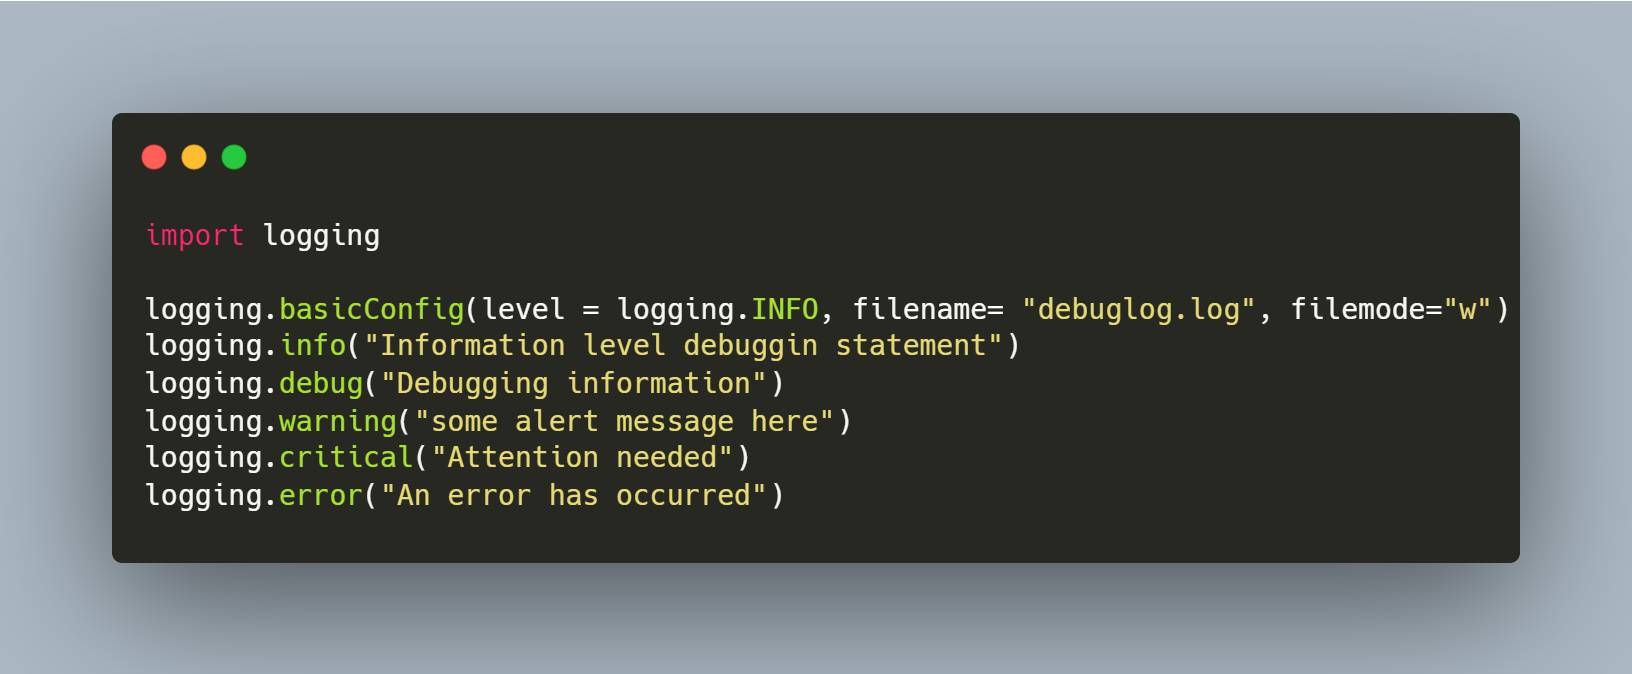 import logging
logging.basicConfig(level = logging.INFO, filename= "debuglog.log", filemode="w")
logging.info("Information level debuggin statement")
logging.debug("Debugging information")
logging.warning("some alert message here")
logging.critical("Attention needed")
logging.error("An error has occurred")